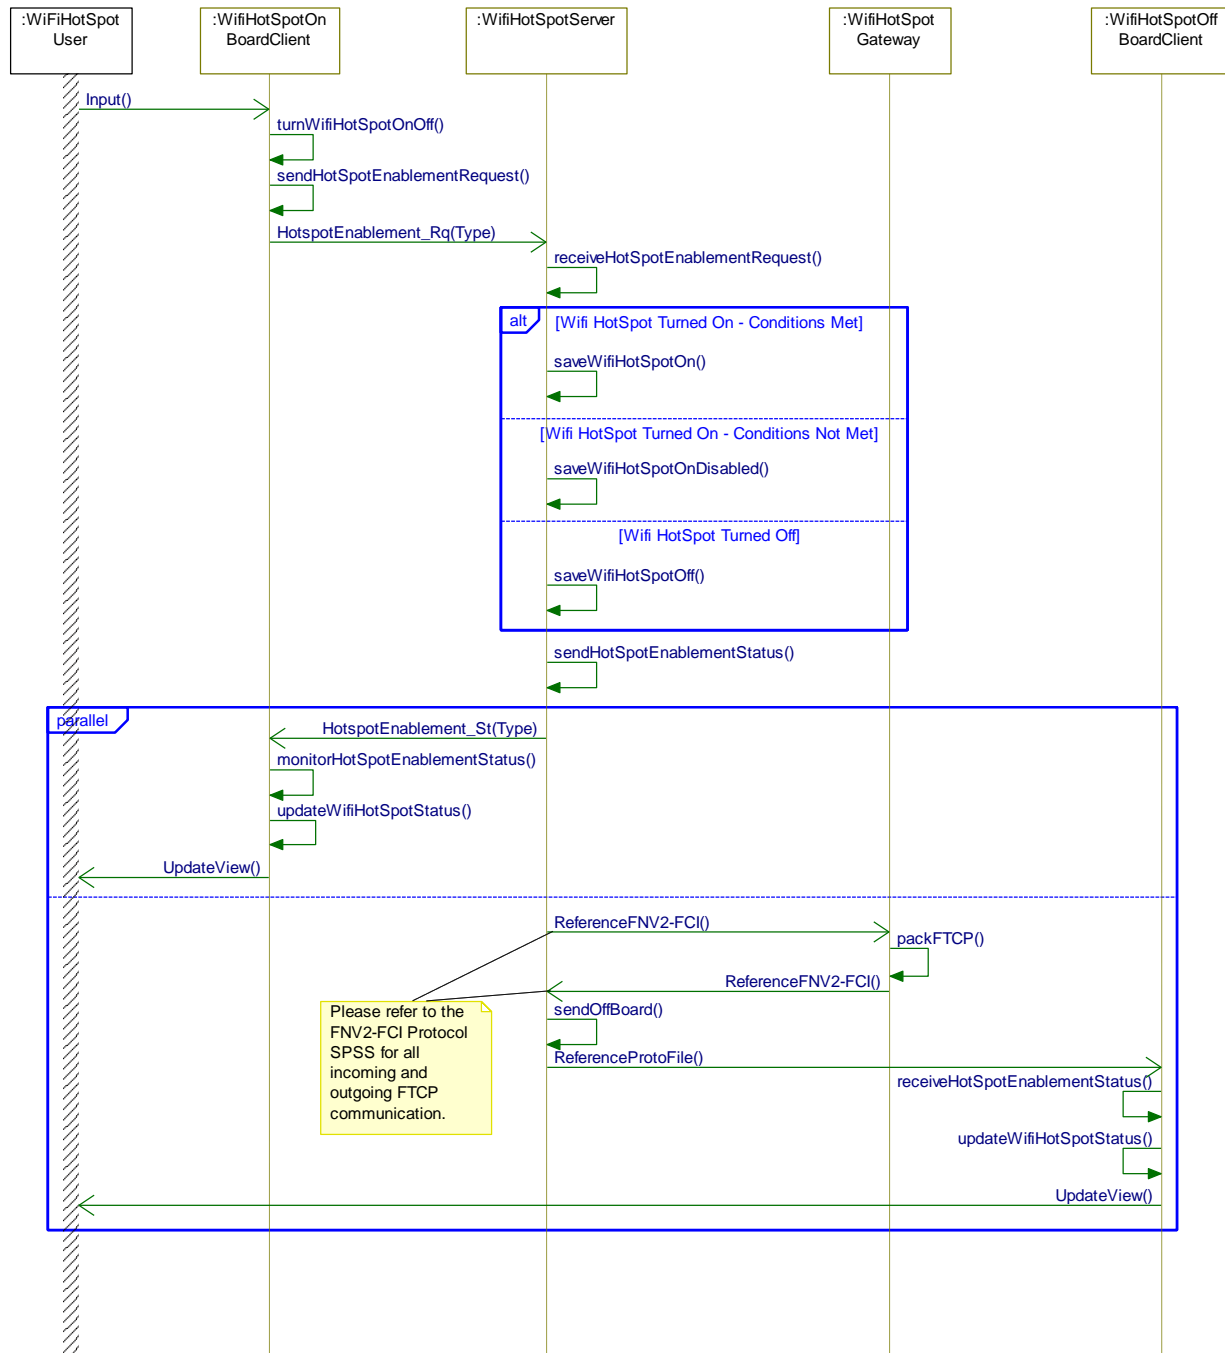 :WiFiHotSpot
User
:WifiHotSpotOn
BoardClient
:WifiHotSpotServer
:WifiHotSpot
Gateway
:WifiHotSpotOff
BoardClient
Input()
turnWifiHotSpotOnOff()
sendHotSpotEnablementRequest()
HotspotEnablement_Rq(Type)
receiveHotSpotEnablementRequest()
alt
[Wifi HotSpot Turned On - Conditions Met]
saveWifiHotSpotOn()
[Wifi HotSpot Turned On - Conditions Not Met]
saveWifiHotSpotOnDisabled()
[Wifi HotSpot Turned Off]
saveWifiHotSpotOff()
sendHotSpotEnablementStatus()
parallel
HotspotEnablement_St(Type)
monitorHotSpotEnablementStatus()
updateWifiHotSpotStatus()
UpdateView()
ReferenceFNV2-FCI()
packFTCP()
ReferenceFNV2-FCI()
Please refer to the
FNV2-FCI Protocol
SPSS for all
incoming and
outgoing FTCP
communication.
sendOffBoard()
ReferenceProtoFile()
receiveHotSpotEnablementStatus()
updateWifiHotSpotStatus()
UpdateView()